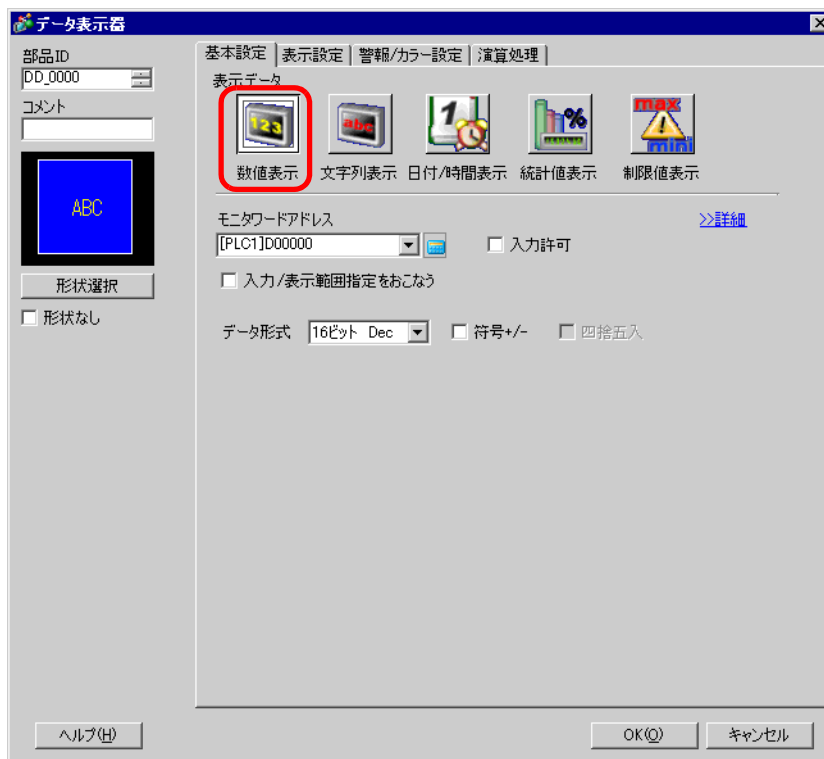 データ表示器
部品ID
DD_0000
コメント
ABC
形状選択
形状なし
基本設定 表示設定 警報/カラー設定 演算処理
表示データ
数値表示 文字列表示 日付/時間表示 統計値表示 制限値表示
モニタワードアドレス
>>詳細
[PLC1]D00000
入力許可
入力/表示範囲指定をおこなう
データ形式 16ビット Dec 符号+/- 四捨五入
ヘルプ(H)
OK(O) キャンセル
123
abc
1
%
max
mini